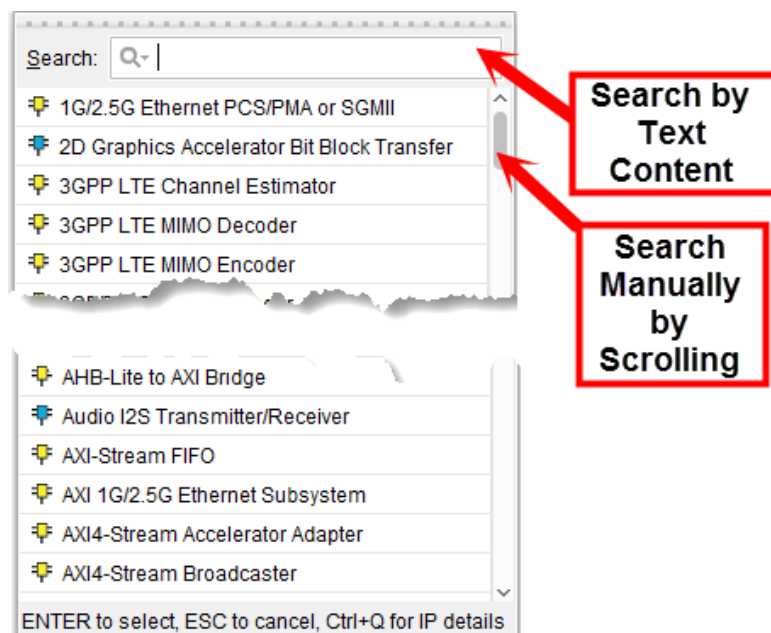 Search:
1G/2.5G Ethernet PCS/PMA or SGMII
2D Graphics Accelerator Bit Block Transfer
3GPP LTE Channel Estimator
3GPP LTE MIMO Decoder
3GPP LTE MIMO Encoder
AHB-Lite to AXI Bridge
Audio I2S Transmitter/Receiver
AXI-Stream FIFO
AXI 1G/2.5G Ethernet Subsystem
AXI4-Stream Accelerator Adapter
AXI4-Stream Broadcaster
ENTER to select, ESC to cancel, Ctrl+Q for IP details
Search by
Text
Content
Search
Manually
by
Scrolling